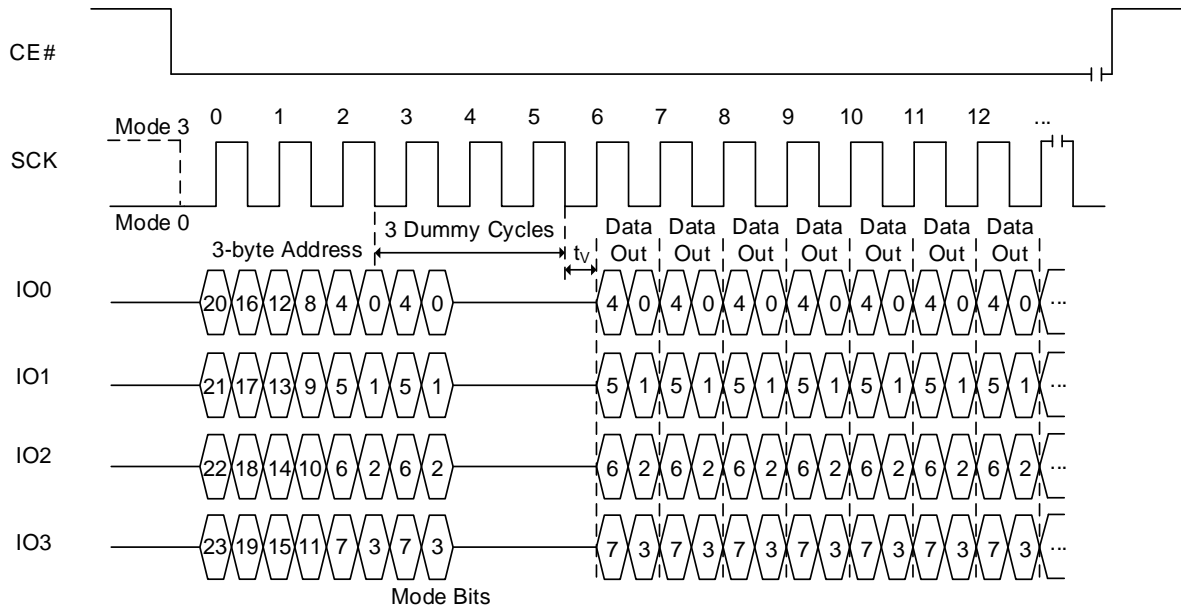 CE#
0 1 2 3 4 5 6 7 8 9 10 11 12 ...
Mode 3
SCK
Mode 0
3 Dummy Cycles
Data Data Data Data Data Data Data
3-byte Address
tV
Out Out Out Out Out Out Out
IO0 20 16 12 8 4 0 4 0 4 0 4 0 4 0 4 0 4 0 4 0 4 0 ...
IO1 21 17 13 9 5 1 5 1 5 1 5 1 5 1 5 1 5 1 5 1 5 1 ...
IO2 22 18 14 10 6 2 6 2 6 2 6 2 6 2 6 2 6 2 6 2 6 2 ...
IO3 23 19 15 11 7 3 7 3 7 3 7 3 7 3 7 3 7 3 7 3 7 3 ...
Mode Bits